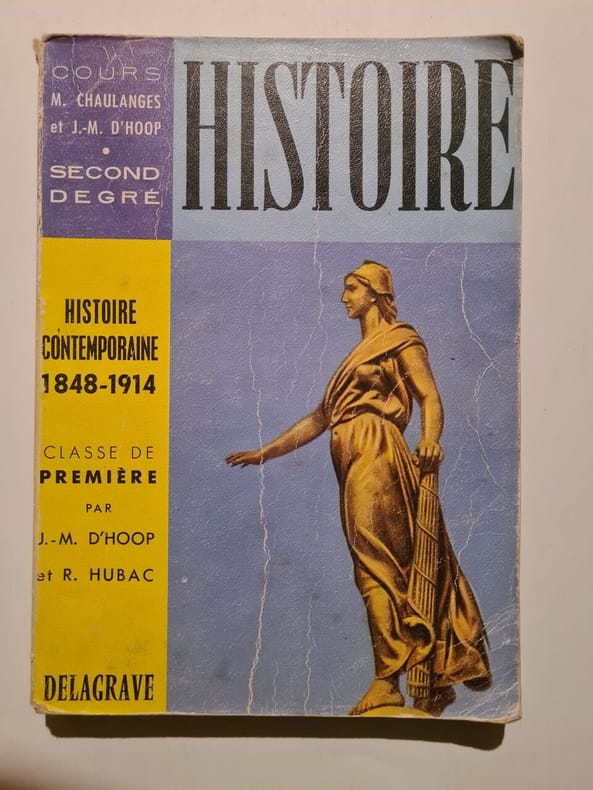 COURS
M. CHAULANGES
et J.-M. D'HOOP
•
SECOND
DEGRÉ
HISTOIRE
HISTOIRE
CONTEMPORAINE
1848-1914
CLASSE DE
PREMIÈRE
PAR
J.-M. D'HOOP
et R. HUBAC
DELAGRAVE